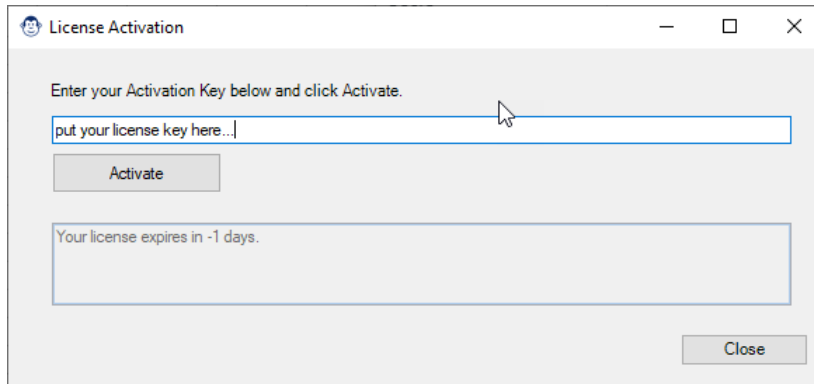 License Activation
Enter your Activation Key below and click Activate.
put your license key here...
Activate
Your license expires in -1 days.
Close